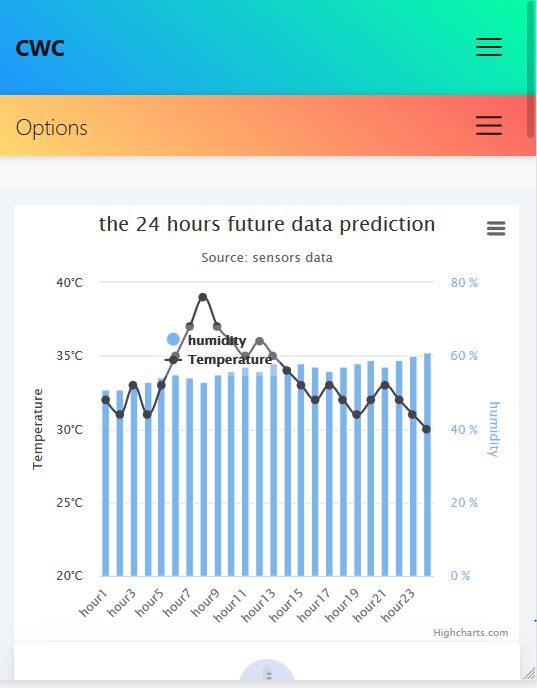 CWC
Options
the 24 hours future data prediction
Source: sensors data
40°C
80 %
humidity
Temperature
35°C
60 %
Temperature
humidity
30°C
40 %
25°C
20 %
20°C
0 %
hour1
hour3
hour5
hour7
hour9
hour11
hour13
hour15
hour17
hour19
hour21
hour23
Highcharts.com